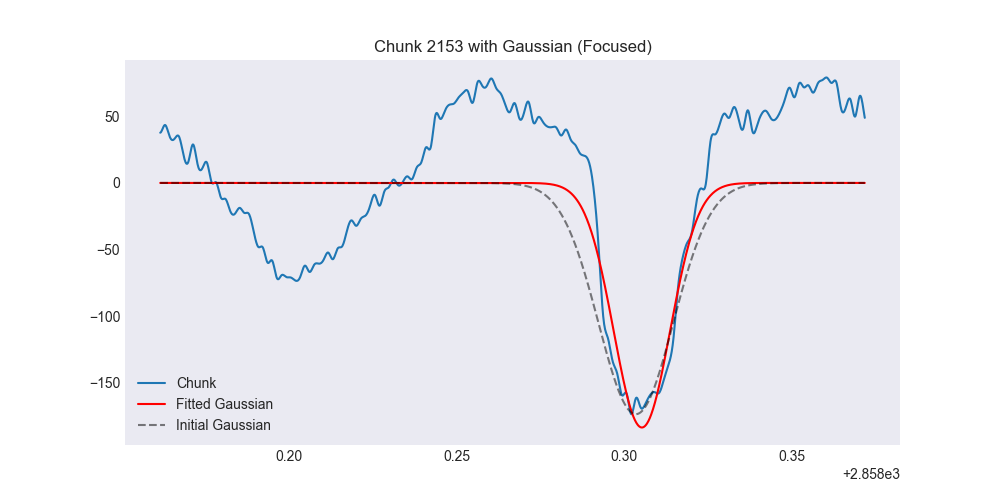 Chunk 2153 with Gaussian (Focused)
50
0
−50
−100
−150
Chunk
Fitted Gaussian
Initial Gaussian
0.20 0.25 0.30 0.35
+2.858e3